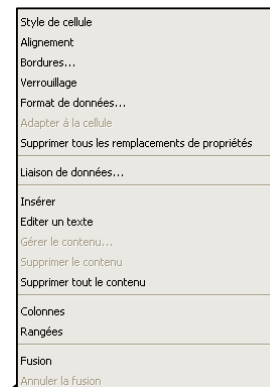 Style de cellule
Alignement
Bordures...
Verrouillage
Format de données...
Adapter à la cellule
Supprimer tous les remplacements de propriétés
Liaison de données...
Insérer
Editer un texte
Gérer le contenu...
Supprimer le contenu
Supprimer tout le contenu
Colonnes
Rangées
Fusion
Annuler la fusion